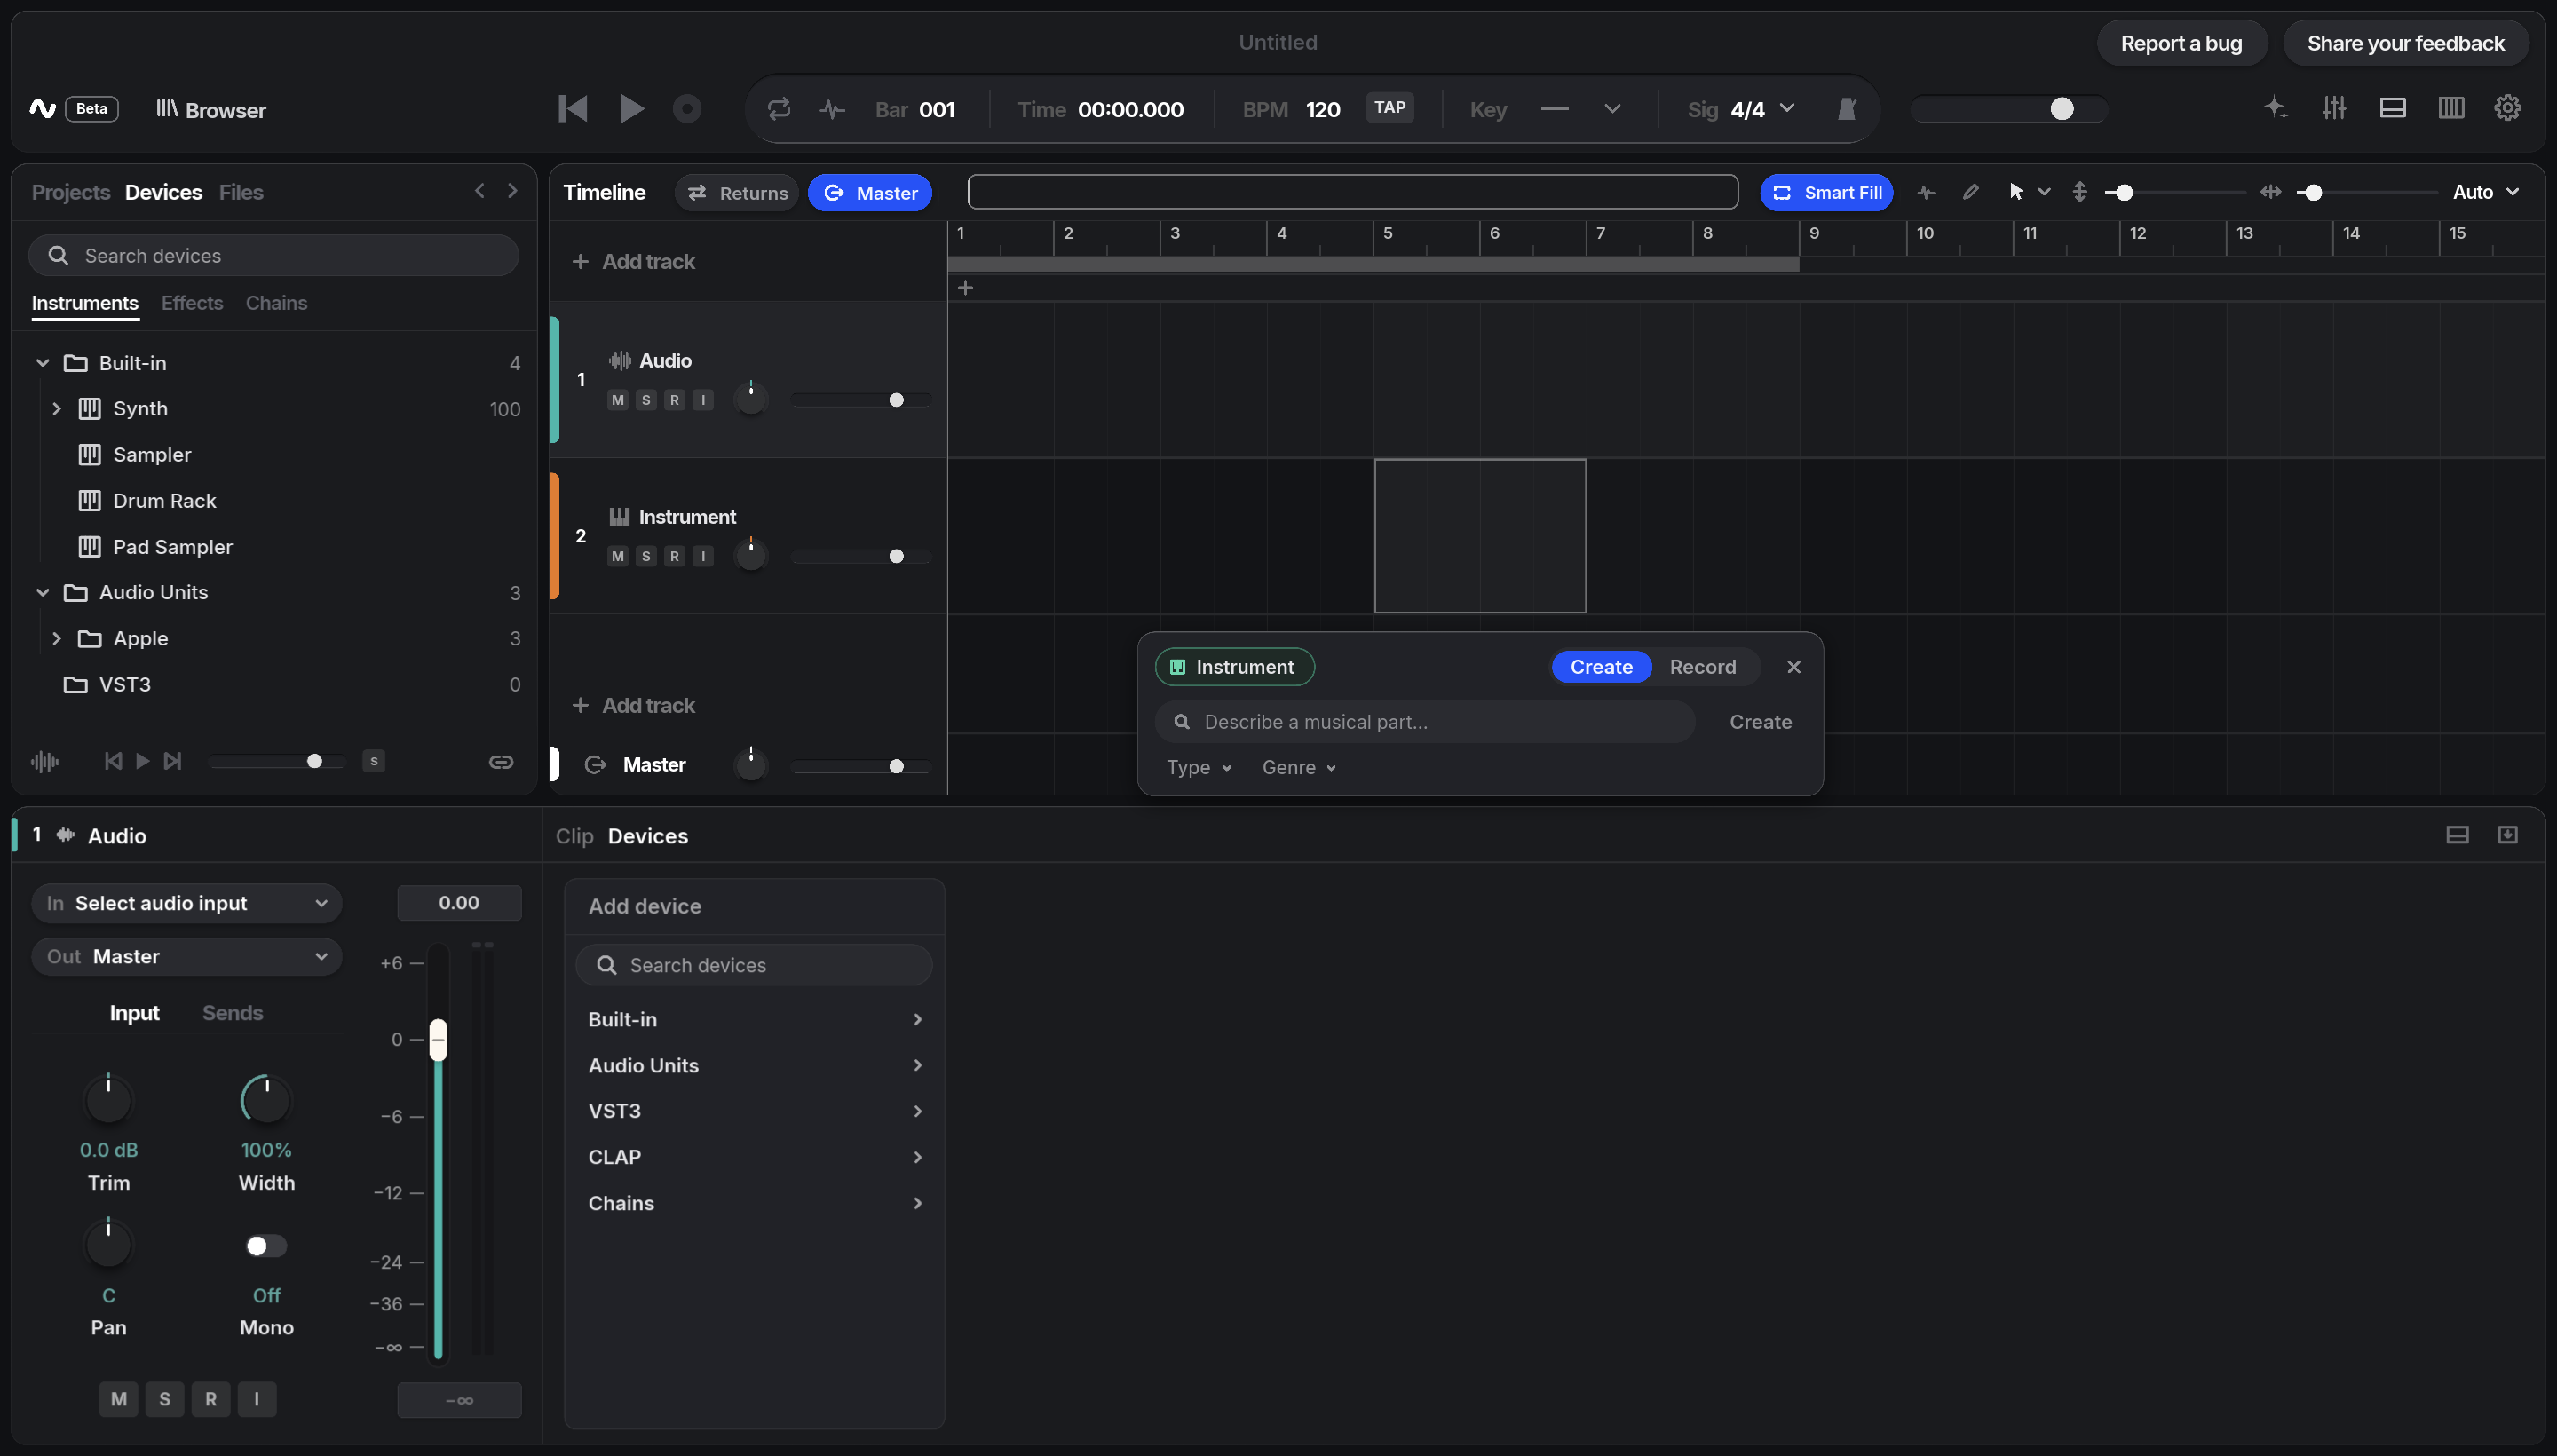 Untitled
Report a bug
Share your feedback
Beta
Browser
Bar 001
Time 00:00.000
BPM 120 TAP
Key —
Sig 4/4
Projects Devices Files
Search devices
Instruments Effects Chains
Built-in 4
Synth 100
Sampler
Drum Rack
Pad Sampler
Audio Units 3
Apple 3
VST3 0
S
Timeline
Returns
Master
Smart Fill
Auto
1 2 3 4 5 6 7 8 9 10 11 12 13 14 15
+ Add track
+
1 Audio
M S R I
2 Instrument
M S R I
+ Add track
Master
Instrument
Create Record
Describe a musical part...
Create
Type Genre
1 Audio
In Select audio input
Out Master
Input Sends
0.0 dB
Trim
100%
Width
C
Pan
Off
Mono
M S R I
0.00
+6
0
−6
−12
−24
−36
−∞
−∞
Clip Devices
Add device
Search devices
Built-in
Audio Units
VST3
CLAP
Chains